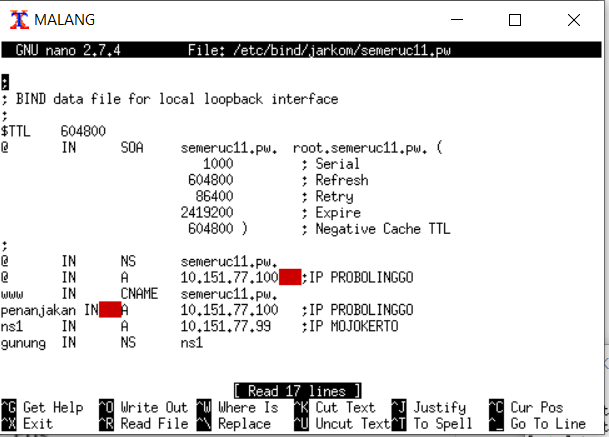 MALANG
GNU nano 2.7.4 File: /etc/bind/jarkom/semeruc11.pw
;
; BIND data file for local loopback interface
;
$TTL 604800
@ IN SOA semeruc11.pw. root.semeruc11.pw. (
1000 ; Serial
604800 ; Refresh
86400 ; Retry
2419200 ; Expire
604800 ) ; Negative Cache TTL
;
@ IN NS semeruc11.pw.
@ IN A 10.151.77.100 ;IP PROBOLINGGO
www IN CNAME semeruc11.pw.
penanjakan IN A 10.151.77.100 ;IP PROBOLINGGO
ns1 IN A 10.151.77.99 ;IP MOJOKERTO
gunung IN NS ns1
[ Read 17 lines ]
^G Get Help ^O Write Out ^W Where Is ^K Cut Text ^J Justify ^C Cur Pos
^X Exit ^R Read File ^\ Replace ^U Uncut Text ^T To Spell ^_ Go To Line